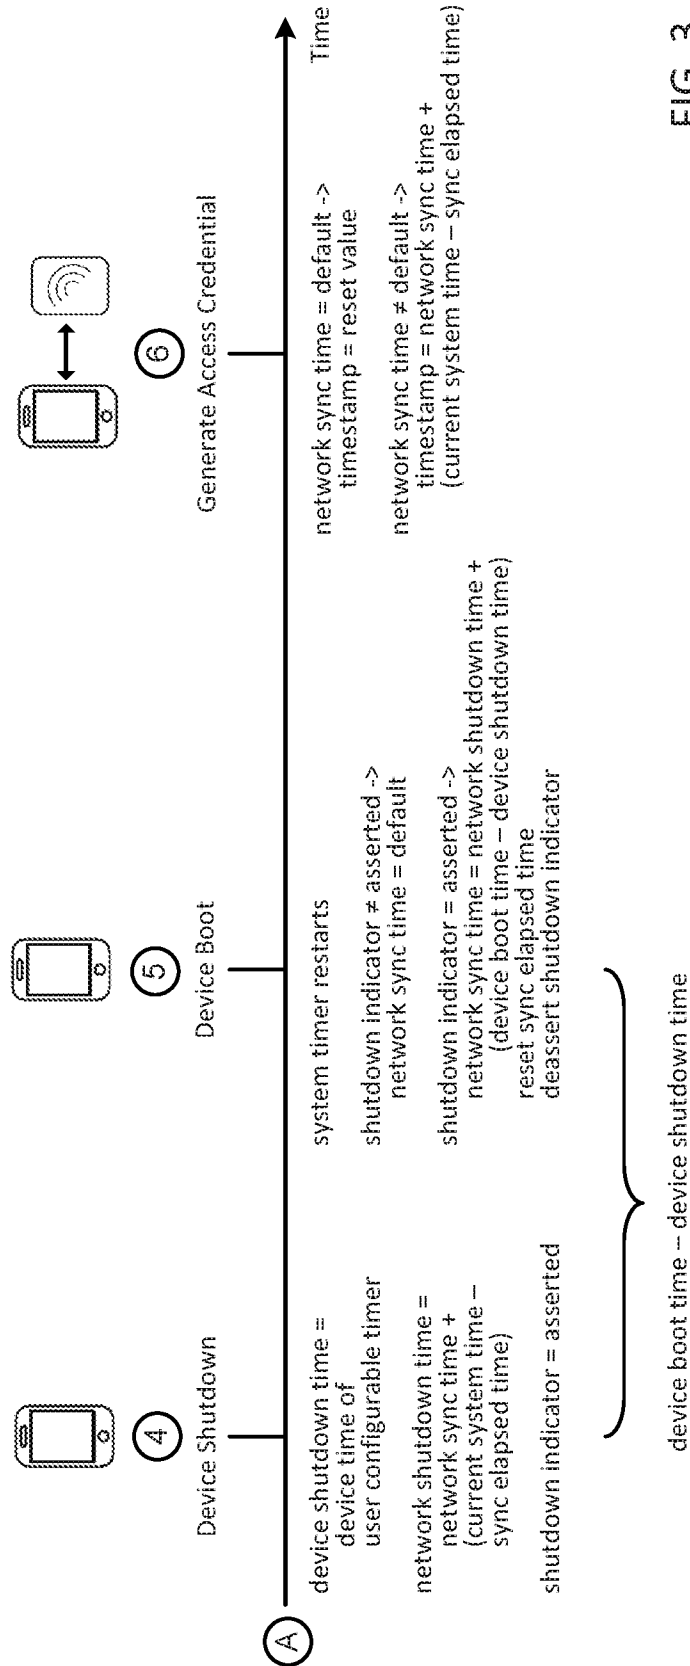 A
4
Device Shutdown
device shutdown time =
device time of
user configurable timer
network shutdown time =
network sync time +
(current system time –
sync elapsed time)
shutdown indicator = asserted
5
Device Boot
system timer restarts
shutdown indicator ≠ asserted ->
network sync time = default
shutdown indicator = asserted ->
network sync time = network shutdown time +
(device boot time – device shutdown time)
reset sync elapsed time
deassert shutdown indicator
device boot time – device shutdown time
6
Generate Access Credential
network sync time = default ->
timestamp = reset value
network sync time ≠ default ->
timestamp = network sync time +
(current system time – sync elapsed time)
Time
FIG. 3